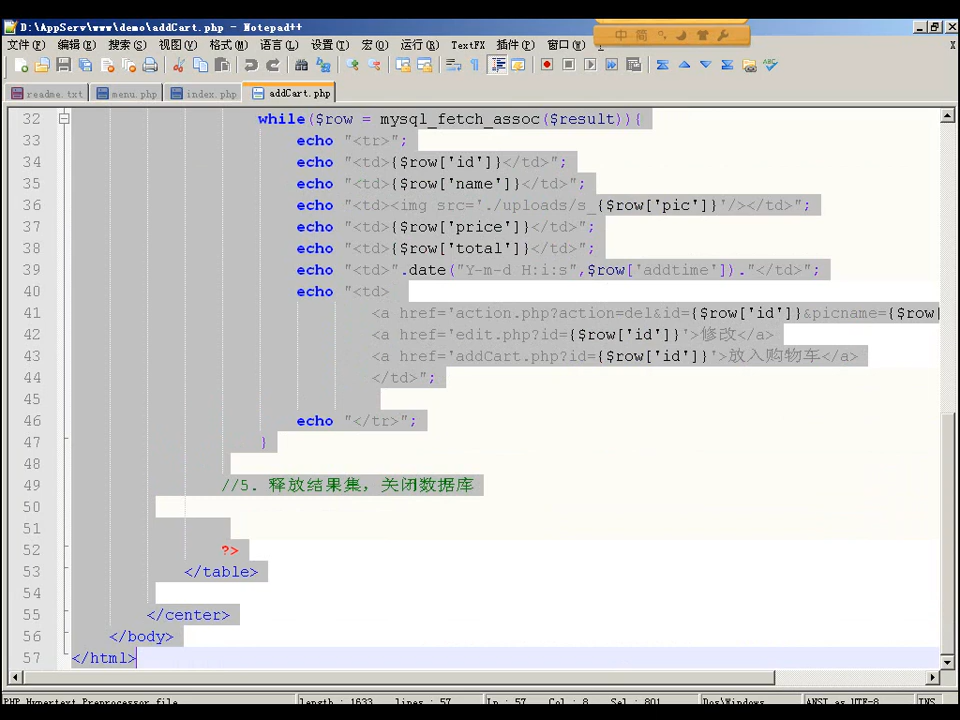 D:\AppServ\www\demo\addCart.php - Notepad++
文件(F) 编辑(E) 搜索(S) 视图(V) 格式(M) 语言(L) 设置(T) 宏(O) 运行(R) TextFX 插件(P) 窗口(W)
中 简
readme.txt menu.php index.php addCart.php
32 while($row = mysql_fetch_assoc($result)){
33 echo "<tr>";
34 echo "<td>{$row['id']}</td>";
35 echo "<td>{$row['name']}</td>";
36 echo "<td><img src='./uploads/s_{$row['pic']}'/></td>";
37 echo "<td>{$row['price']}</td>";
38 echo "<td>{$row['total']}</td>";
39 echo "<td>".date("Y-m-d H:i:s",$row['addtime'])."</td>";
40 echo "<td>
41 <a href='action.php?action=del&id={$row['id']}&picname={$row[
42 <a href='edit.php?id={$row['id']}'>修改</a>
43 <a href='addCart.php?id={$row['id']}'>放入购物车</a>
44 </td>";
45
46 echo "</tr>";
47 }
48
49 //5. 释放结果集，关闭数据库
50
51
52 ?>
53 </table>
54
55 </center>
56 </body>
57 </html>
PHP Hypertext Preprocessor file length : 1633 lines : 57 Ln : 57 Col : 8 Sel : 801 Dos\Windows ANSI as UTF-8 INS